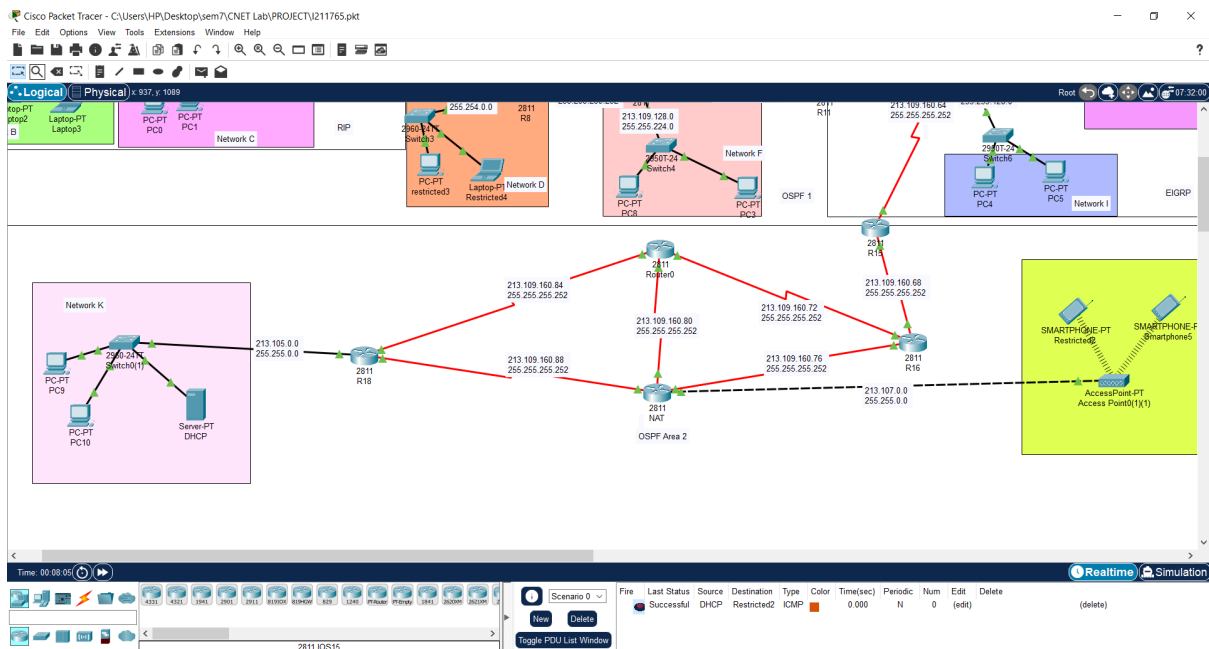 Cisco Packet Tracer - C:\Users\HP\Desktop\sem7\CNET Lab\PROJECT\I211765.pkt
File Edit Options View Tools Extensions Window Help
?
Logical Physical x: 937, y: 1089
Root 07:32:00
Laptop-PT
Laptop3
B
PC-PT
PC0
PC-PT
PC1
Network C
RIP
255.254.0.0
2811
R8
2960-24TT
Switch3
PC-PT
restricted3
Laptop-PT
Restricted4
Network D
213.109.128.0
255.255.224.0
2950T-24
Switch4
Network F
PC-PT
PC8
PC-PT
PC3
OSPF 1
R11
213.109.160.64
255.255.255.252
2950T-24
Switch6
PC-PT
PC4
PC-PT
PC5
Network I
EIGRP
2811
R15
213.109.160.68
255.255.255.252
2811
Router0
213.109.160.84
255.255.255.252
213.109.160.80
255.255.255.252
213.109.160.72
255.255.255.252
213.109.160.76
255.255.255.252
2811
R16
213.109.160.88
255.255.255.252
2811
R18
2811
NAT
OSPF Area 2
213.107.0.0
255.255.0.0
Network K
213.105.0.0
255.255.0.0
2960-24TT
Switch0(1)
PC-PT
PC9
PC-PT
PC10
Server-PT
DHCP
SMARTPHONE-PT
Restricted2
SMARTPHONE-P
Smartphone5
AccessPoint-PT
Access Point0(1)(1)
Time: 00:08:05
Realtime Simulation
4331 4321 1941 2901 2911 819IOX 819HGW 829 1240 PT-Router PT-Empty 1841 2620XM 2621XM
2811 IOS15
Scenario 0
New Delete
Toggle PDU List Window
Fire Last Status Source Destination Type Color Time(sec) Periodic Num Edit Delete
Successful DHCP Restricted2 ICMP 0.000 N 0 (edit) (delete)